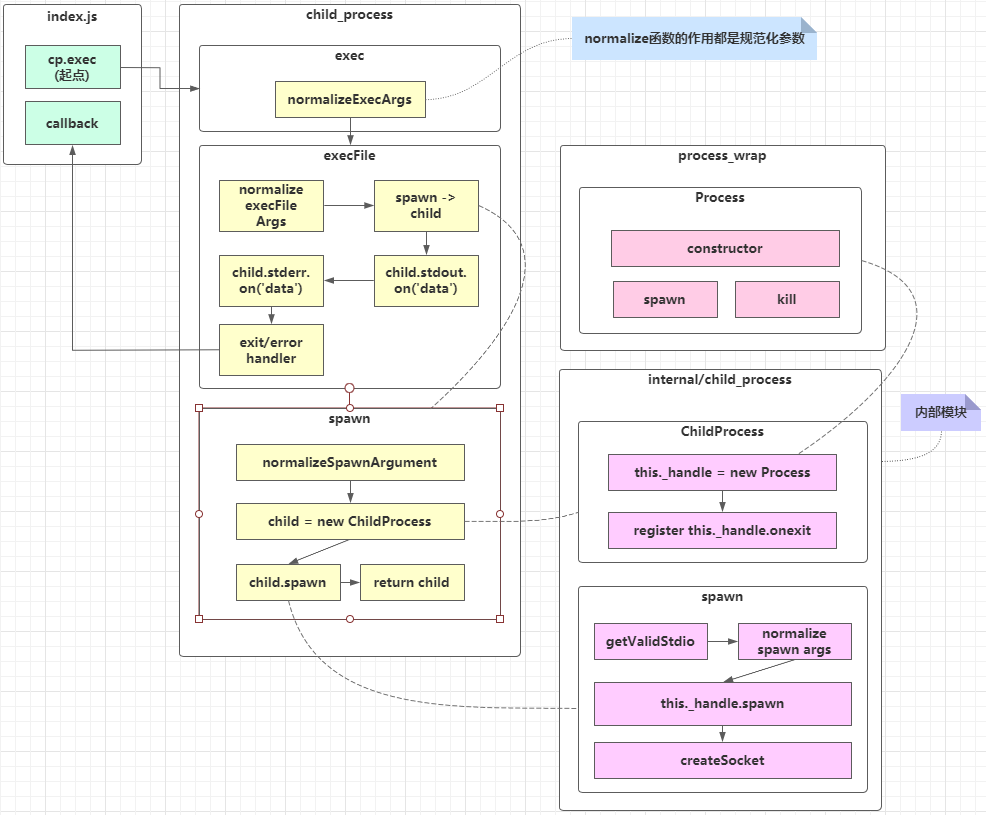 index.js
cp.exec
(起点)
callback
child_process
exec
normalizeExecArgs
normalize函数的作用都是规范化参数
execFile
normalize
execFile
Args
spawn ->
child
child.stderr.
on('data')
child.stdout.
on('data')
exit/error
handler
spawn
normalizeSpawnArgument
child = new ChildProcess
child.spawn
return child
process_wrap
Process
constructor
spawn
kill
internal/child_process
内部模块
ChildProcess
this._handle = new Process
register this._handle.onexit
spawn
getValidStdio
normalize
spawn args
this._handle.spawn
createSocket